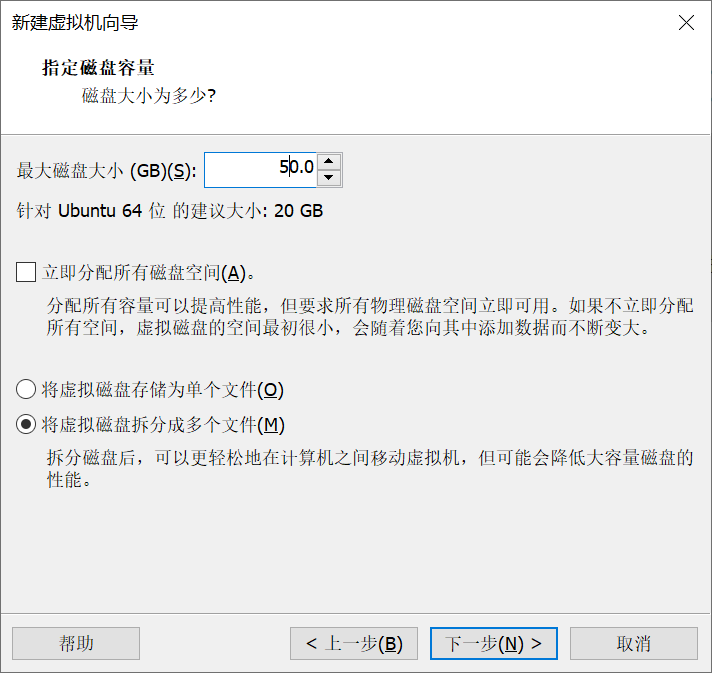 新建虚拟机向导
指定磁盘容量
磁盘大小为多少?
最大磁盘大小 (GB)(S): 50.0
针对 Ubuntu 64 位 的建议大小: 20 GB
立即分配所有磁盘空间(A)。
分配所有容量可以提高性能，但要求所有物理磁盘空间立即可用。如果不立即分配
所有空间，虚拟磁盘的空间最初很小，会随着您向其中添加数据而不断变大。
将虚拟磁盘存储为单个文件(O)
将虚拟磁盘拆分成多个文件(M)
拆分磁盘后，可以更轻松地在计算机之间移动虚拟机，但可能会降低大容量磁盘的
性能。
帮助 < 上一步(B) 下一步(N) > 取消